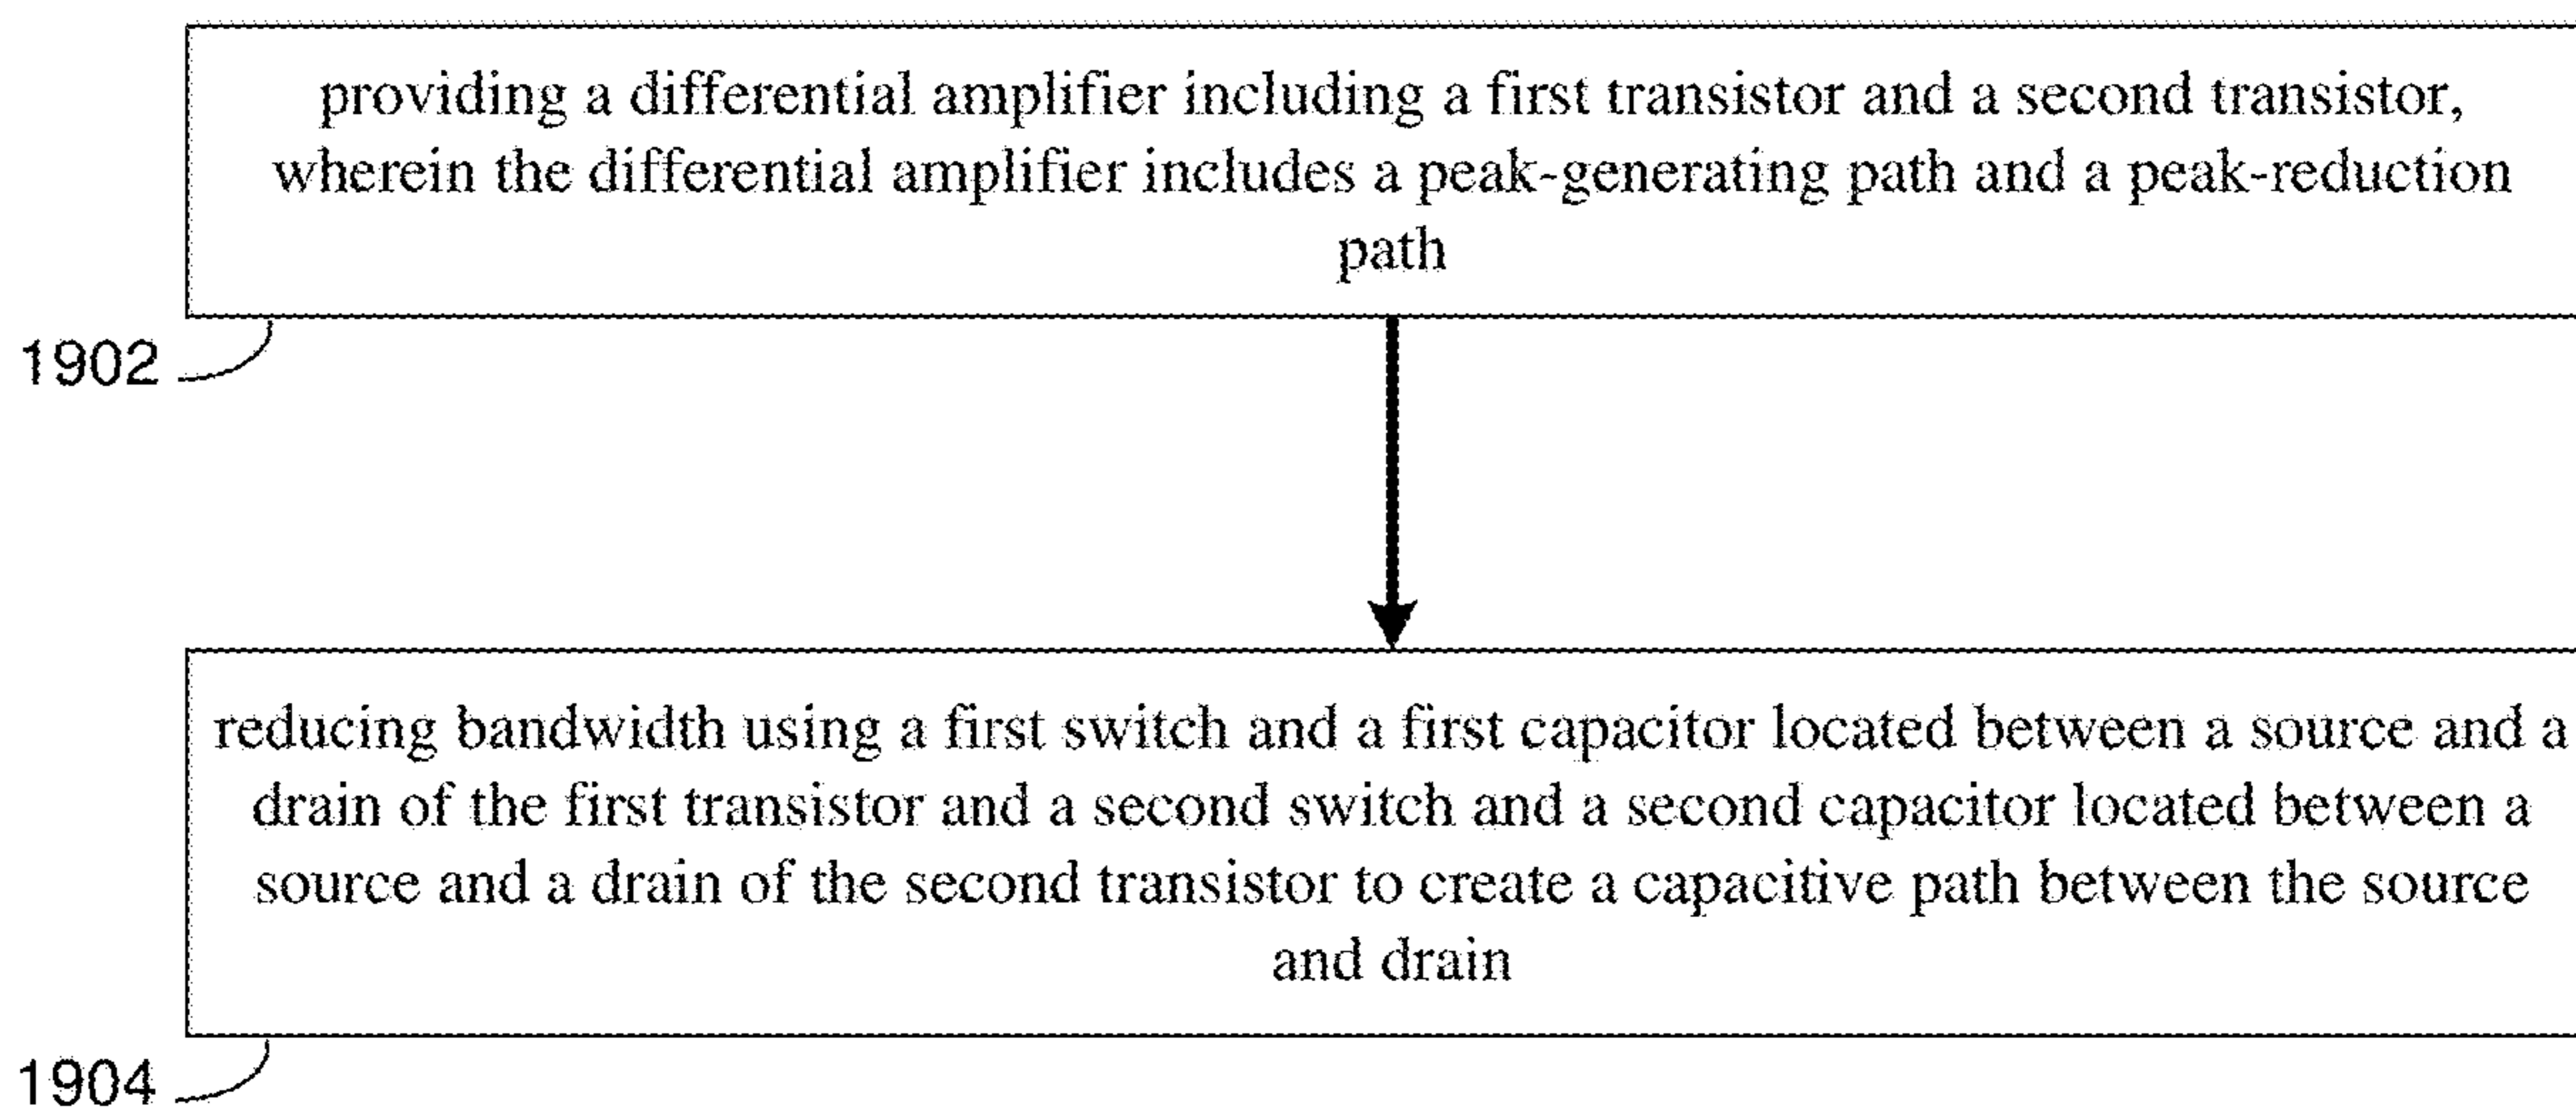 providing a differential amplifier including a first transistor and a second transistor,
wherein the differential amplifier includes a peak-generating path and a peak-reduction
path
1902
reducing bandwidth using a first switch and a first capacitor located between a source and a
drain of the first transistor and a second switch and a second capacitor located between a
source and a drain of the second transistor to create a capacitive path between the source
and drain
1904